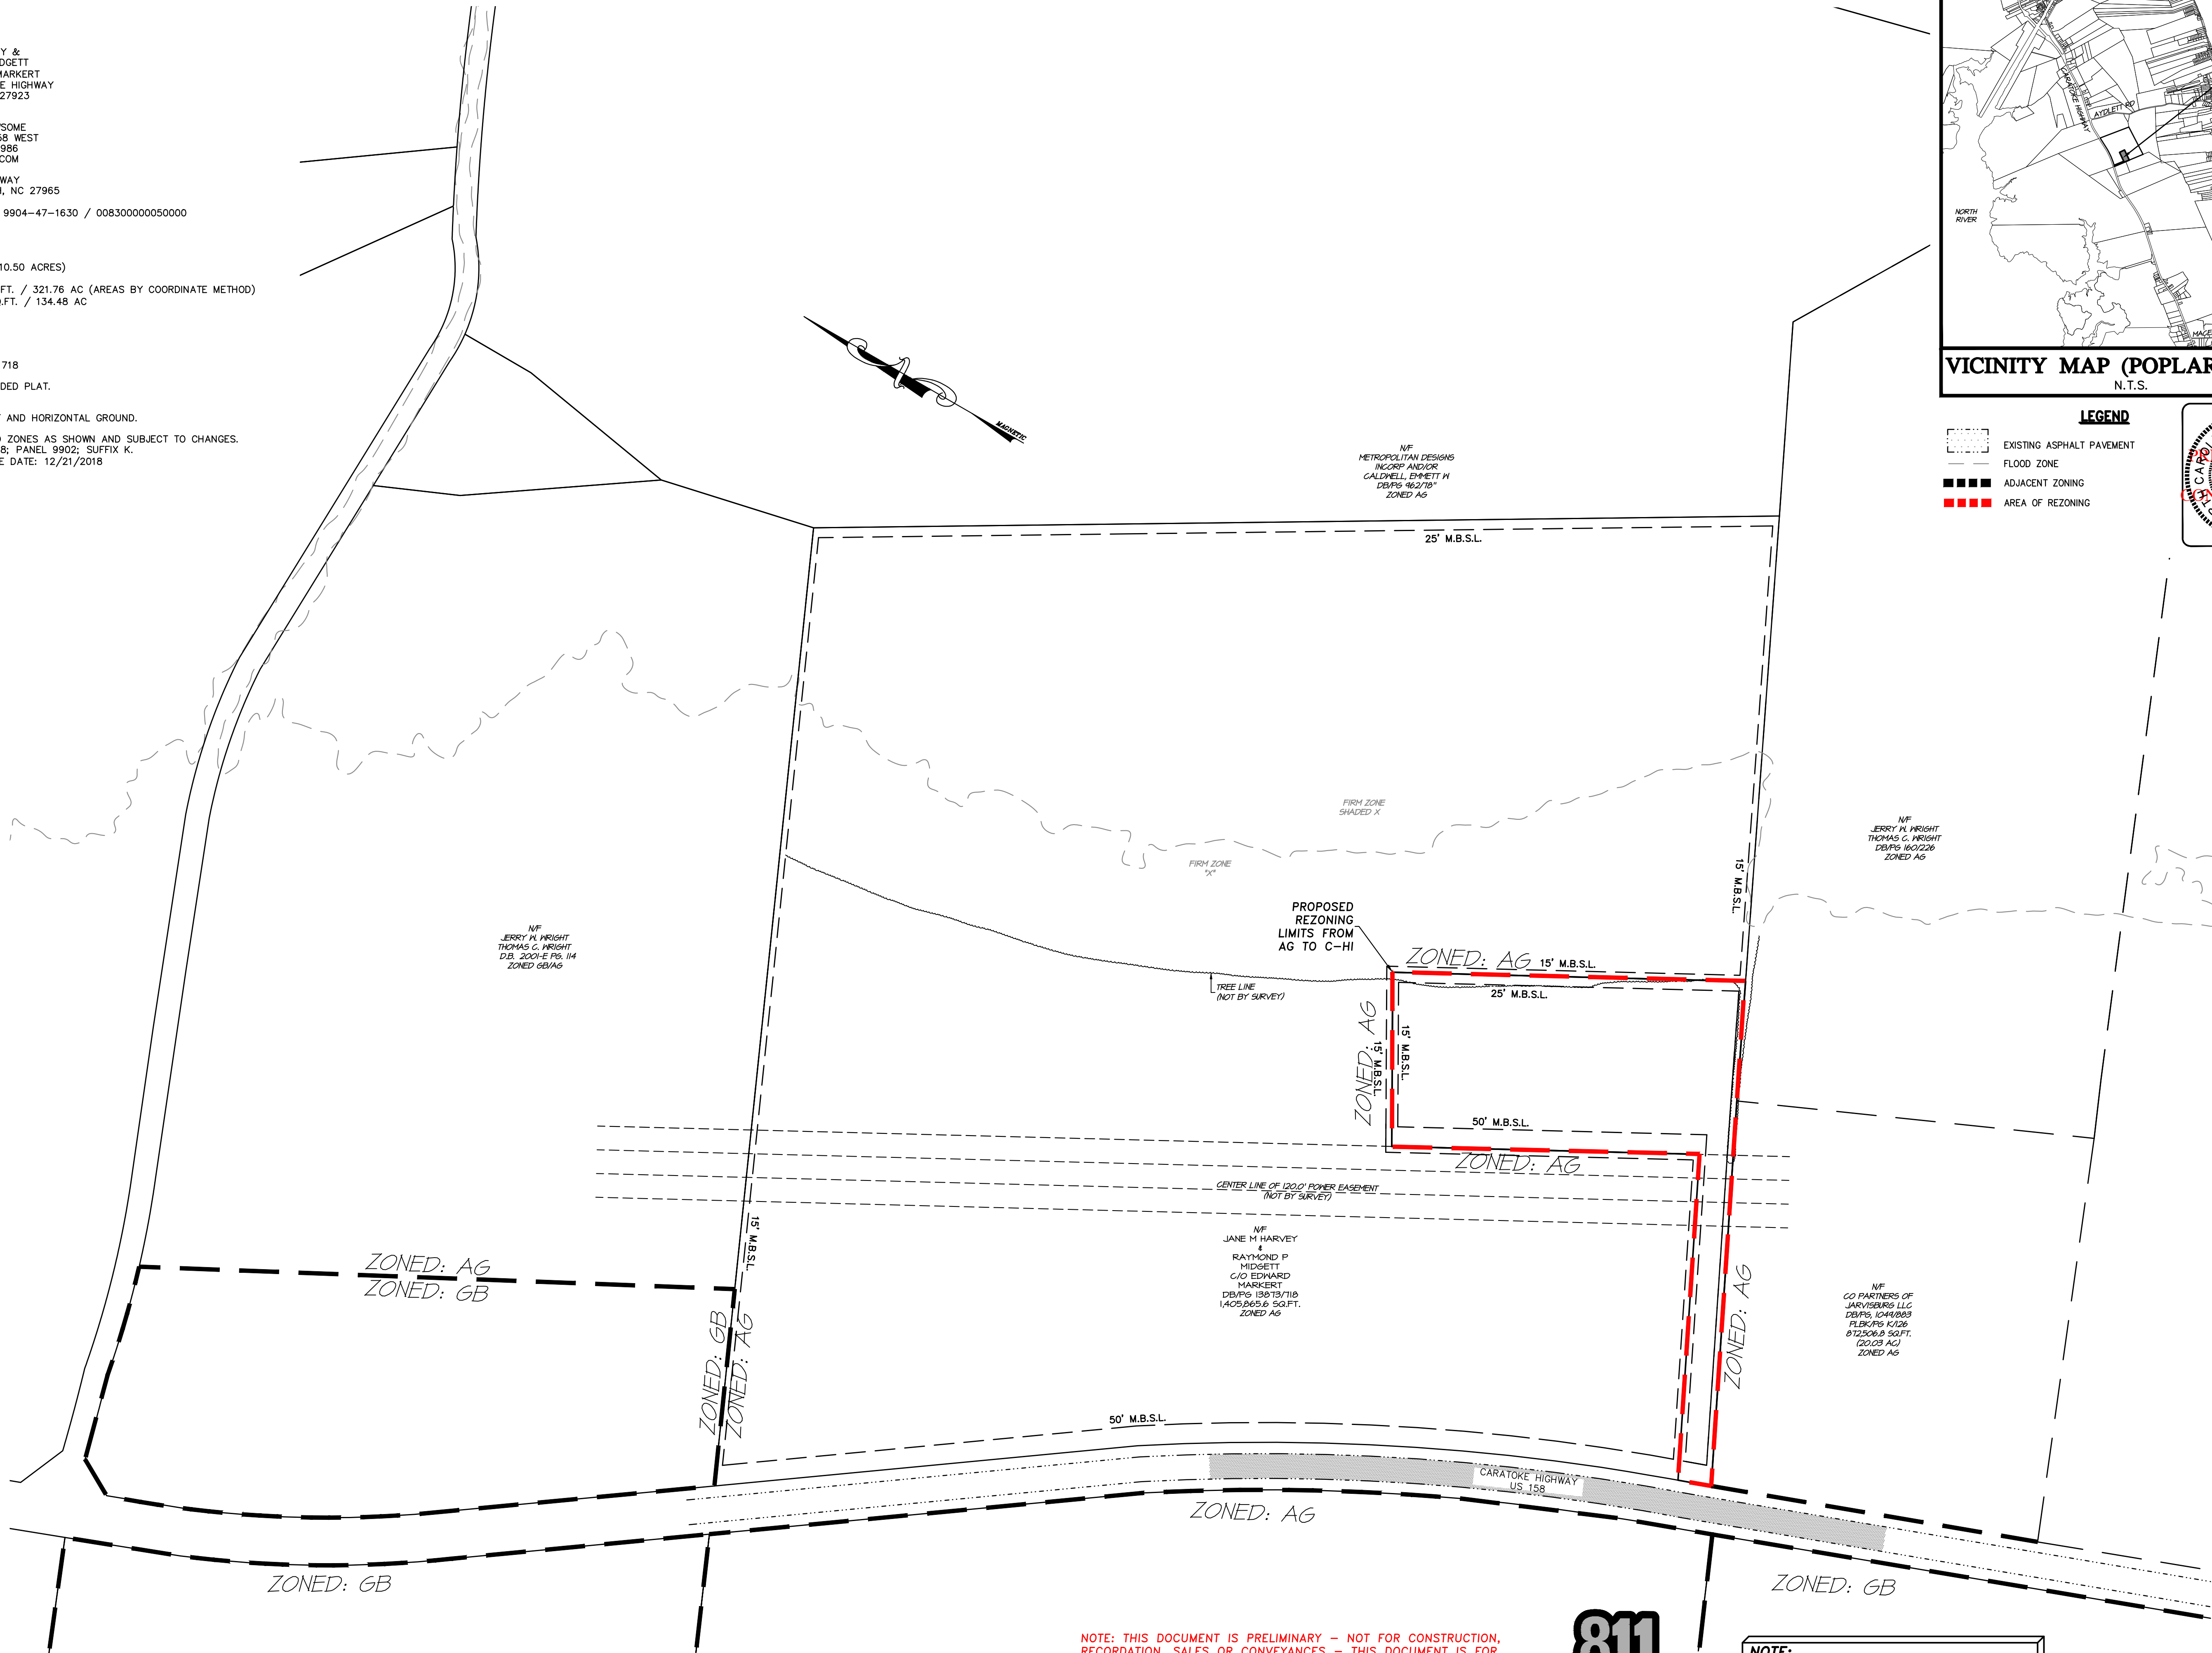 Y &
DGETT
MARKERT
E HIGHWAY
27923
SOME
68 WEST
986
COM
WAY
H, NC 27965
9904-47-1630 / 008300000050000
10.50 ACRES)
FT. / 321.76 AC (AREAS BY COORDINATE METHOD)
Q.FT. / 134.48 AC
718
DED PLAT.
AND HORIZONTAL GROUND.
ZONES AS SHOWN AND SUBJECT TO CHANGES.
8; PANEL 9902; SUFFIX K.
E DATE: 12/21/2018
MAGNETIC
CARATOKE HIGHWAY
AYDLETT RD
NORTH
RIVER
MACE
VICINITY MAP (POPLAR
N.T.S.
LEGEND
EXISTING ASPHALT PAVEMENT
FLOOD ZONE
ADJACENT ZONING
AREA OF REZONING
N/F
METROPOLITAN DESIGNS
INCORP AND/OR
CALDWELL, EMMETT W
DB/PG 962/78"
ZONED AG
25' M.B.S.L.
FIRM ZONE
SHADED X
FIRM ZONE
"X"
15' M.B.S.L.
N/F
JERRY W. WRIGHT
THOMAS C. WRIGHT
DB/PG 160/226
ZONED AG
N/F
JERRY W. WRIGHT
THOMAS C. WRIGHT
D.B. 2001-E PG. 114
ZONED GB/AG
PROPOSED
REZONING
LIMITS FROM
AG TO C-HI
ZONED: AG
15' M.B.S.L.
TREE LINE
(NOT BY SURVEY)
25' M.B.S.L.
ZONED: AG
15' M.B.S.L.
15' M.B.S.L.
50' M.B.S.L.
ZONED: AG
CENTER LINE OF 120.0' POWER EASEMENT
(NOT BY SURVEY)
15' M.B.S.L.
N/F
JANE M HARVEY
&
RAYMOND P
MIDGETT
C/O EDWARD
MARKERT
DB/PG 13873/718
1,405,865.6 SQ.FT.
ZONED AG
ZONED: AG
ZONED: GB
ZONED: GB
ZONED: AG
ZONED: AG
N/F
CO PARTNERS OF
JARVISBURG LLC
DB/PG, 1049/883
PLBK/PG K/126
872,506.8 SQ.FT.
(20.03 AC)
ZONED AG
50' M.B.S.L.
CARATOKE HIGHWAY
US 158
ZONED: AG
ZONED: GB
ZONED: GB
NOTE: THIS DOCUMENT IS PRELIMINARY - NOT FOR CONSTRUCTION,
RECORDATION, SALES OR CONVEYANCES - THIS DOCUMENT IS FOR
811
NOTE: